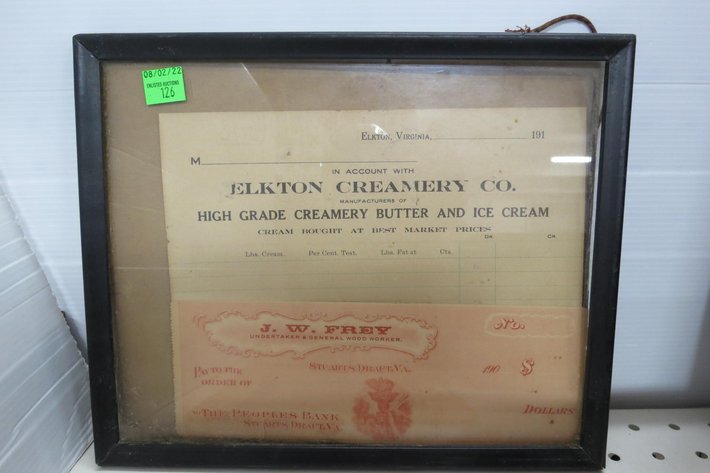 08/02/22
ENLISTED AUCTIONS
126
ELKTON, VIRGINIA, 191
M
IN ACCOUNT WITH
ELKTON CREAMERY CO.
MANUFACTURERS OF
HIGH GRADE CREAMERY BUTTER AND ICE CREAM
CREAM BOUGHT AT BEST MARKET PRICES
DR. CR.
Lbs. Cream. Per Cent. Test. Lbs. Fat at Cts.
J. W. FREY No.
UNDERTAKER & GENERAL WOOD WORKER.
STUARTS DRAFT, VA. 190 $
PAY TO THE
ORDER OF
DOLLARS
TO THE PEOPLES BANK
STUARTS DRAFT, VA.